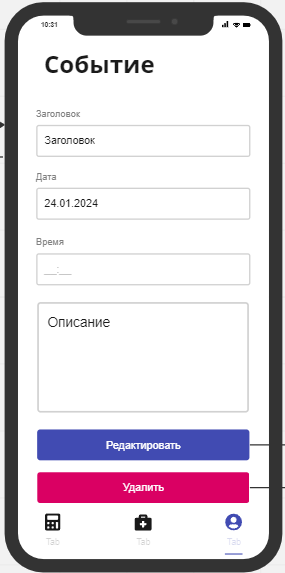 10:31
Событие
Заголовок
Заголовок
Дата
24.01.2024
Время
__:__
Описание
Редактировать
Удалить
Tab Tab Tab